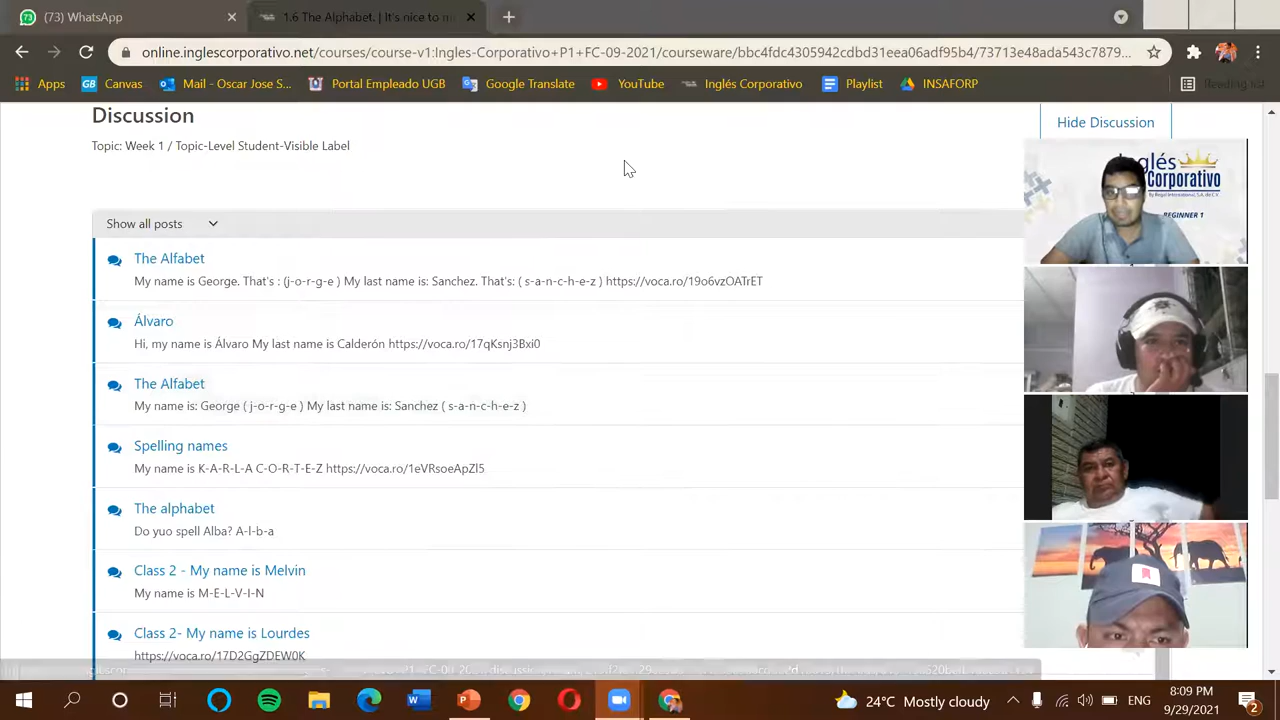 (73) WhatsApp
1.6 The Alphabet. | It's nice to m
online.inglescorporativo.net/courses/course-v1:Ingles-Corporativo+P1+FC-09-2021/courseware/bbc4fdc4305942cdbd31eea06adf95b4/73713e48ada543c7879...
Apps
Canvas
Mail - Oscar Jose S...
Portal Empleado UGB
Google Translate
YouTube
Inglés Corporativo
Playlist
INSAFORP
Reading list
Discussion
Hide Discussion
Topic: Week 1 / Topic-Level Student-Visible Label
Inglés
Corporativo
By Regal International, S.A. de C.V.
BEGINNER 1
Show all posts
The Alfabet
My name is George. That's : (j-o-r-g-e ) My last name is: Sanchez. That's: ( s-a-n-c-h-e-z ) https://voca.ro/19o6vzOATrET
Álvaro
Hi, my name is Álvaro My last name is Calderón https://voca.ro/17qKsnj3Bxi0
The Alfabet
My name is: George ( j-o-r-g-e ) My last name is: Sanchez ( s-a-n-c-h-e-z )
Spelling names
My name is K-A-R-L-A C-O-R-T-E-Z https://voca.ro/1eVRsoeApZl5
The alphabet
Do yuo spell Alba? A-l-b-a
Class 2 - My name is Melvin
My name is M-E-L-V-I-N
Class 2- My name is Lourdes
https://voca.ro/17D2GgZDEW0K
24°C Mostly cloudy
ENG
8:09 PM
9/29/2021
2